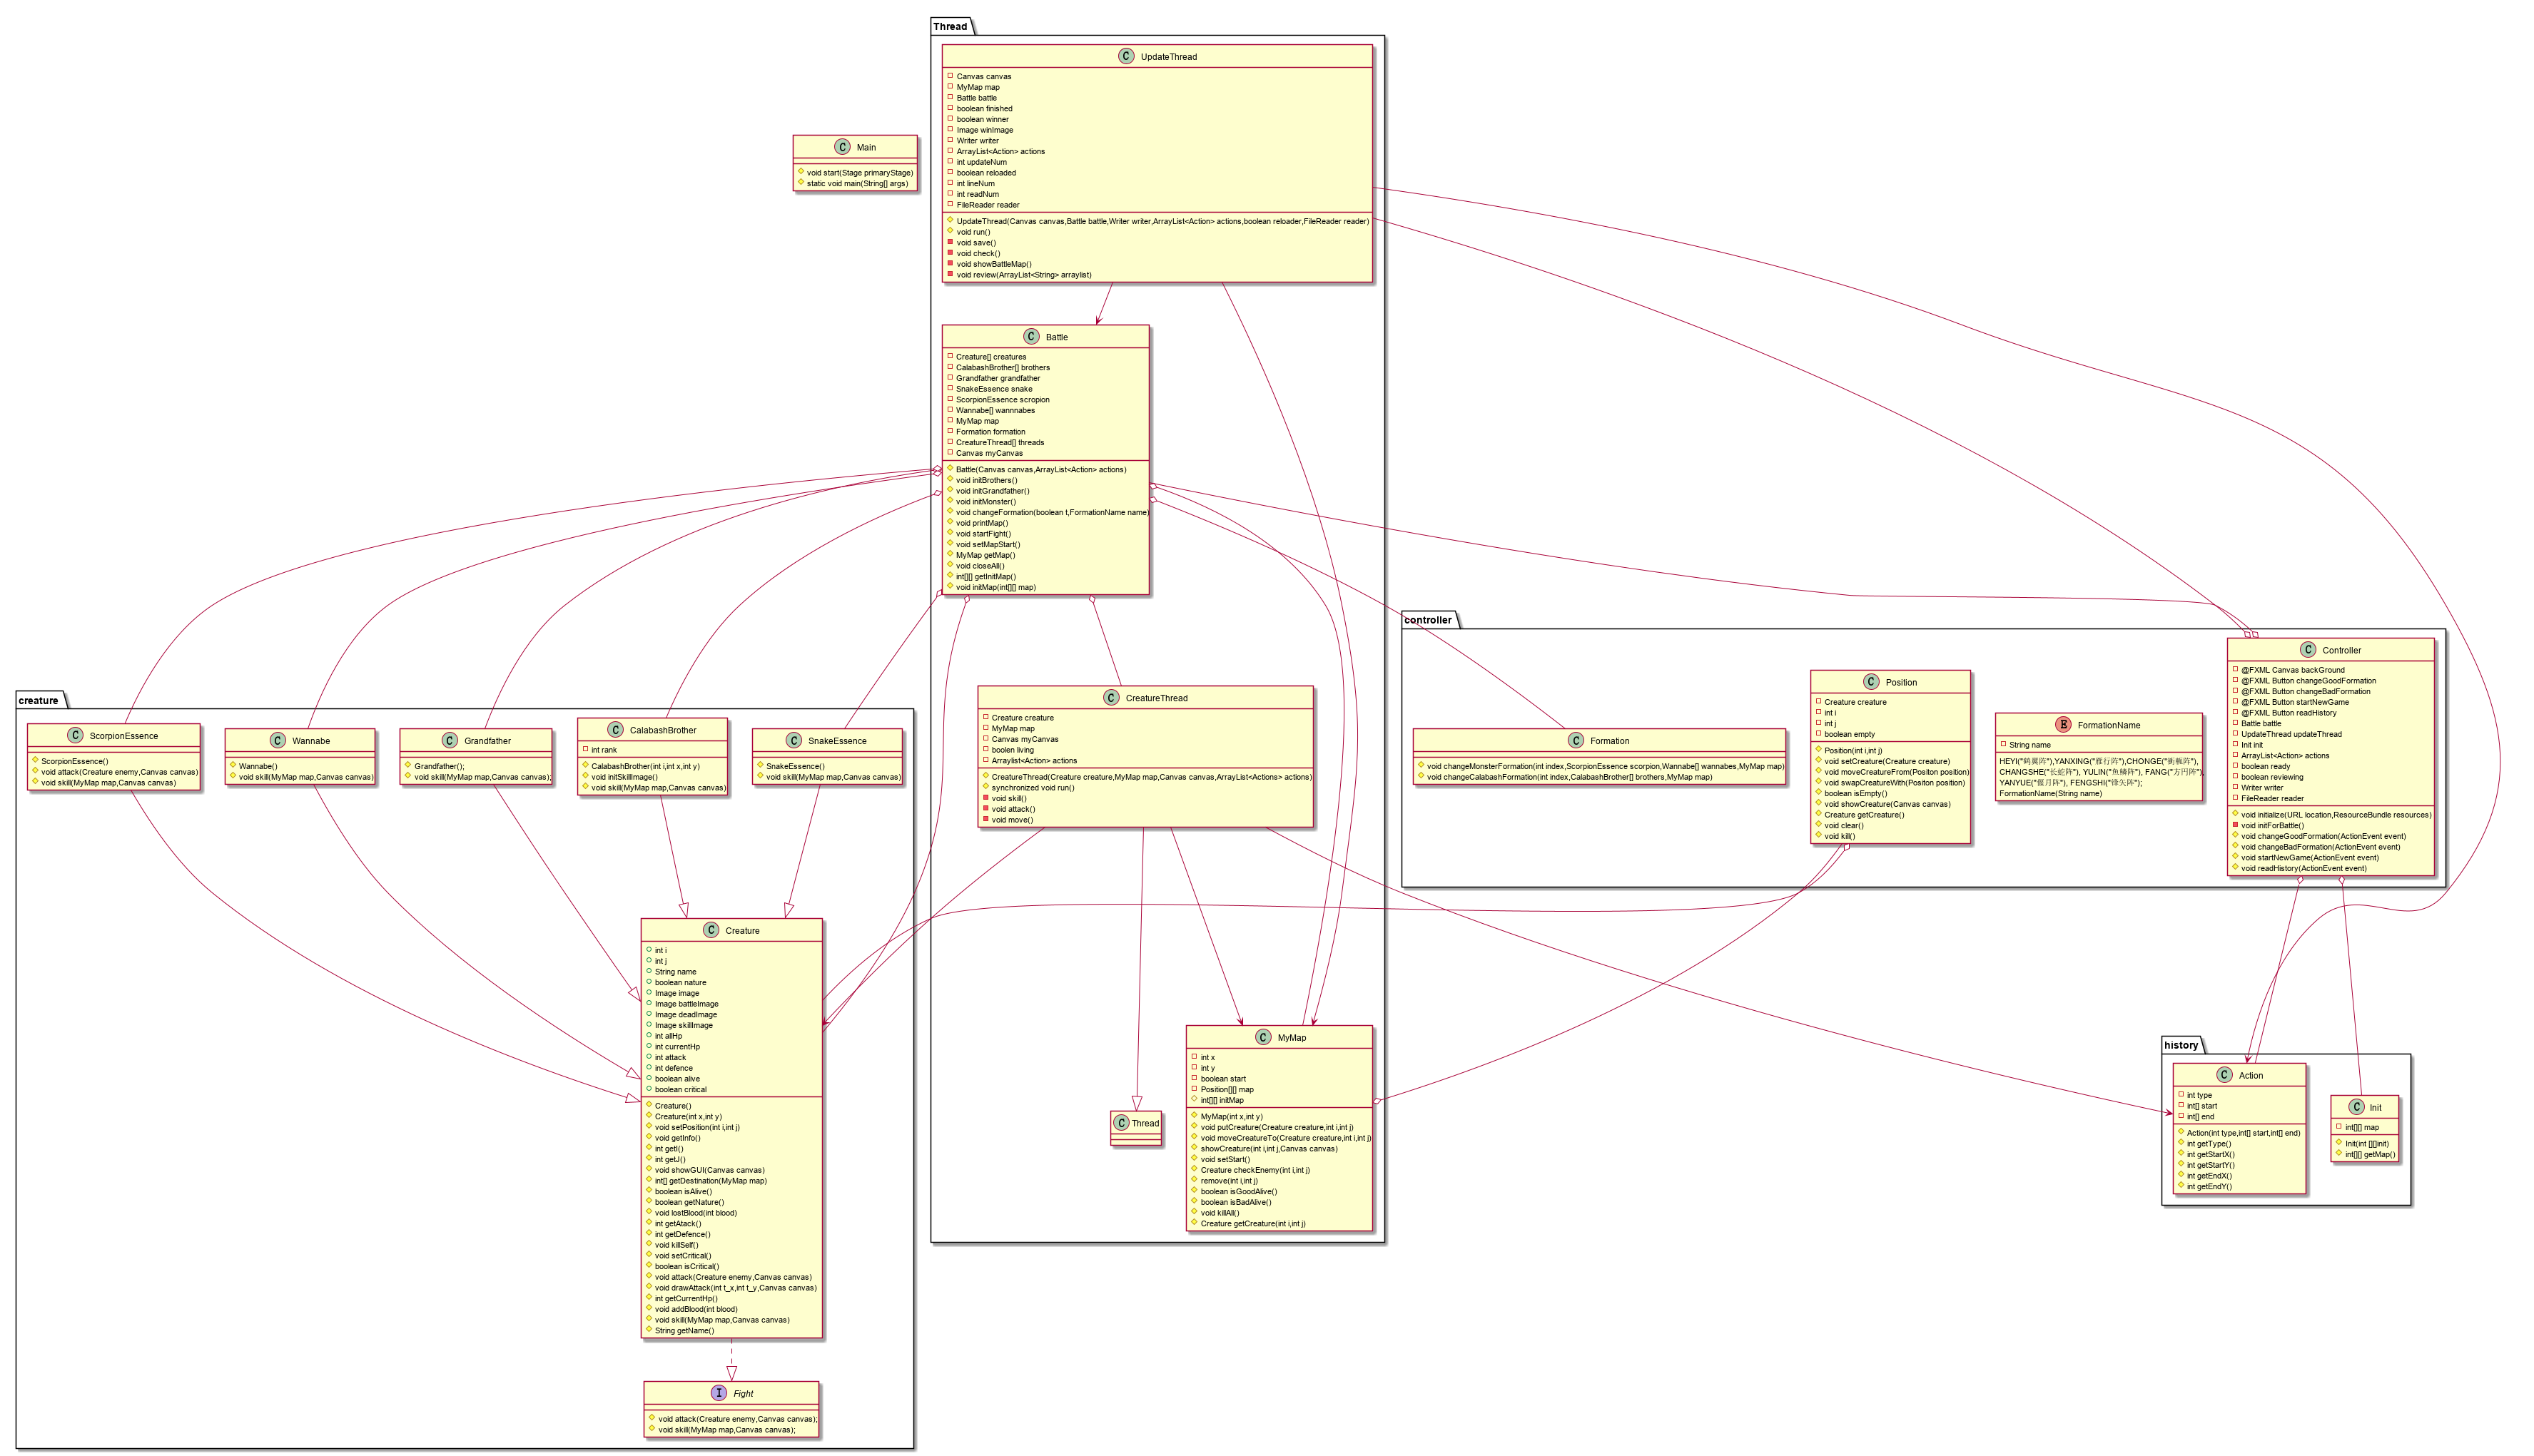 Thread
UpdateThread
Canvas canvas
MyMap map
Battle battle
boolean finished
boolean winner
Image winImage
Writer writer
ArrayList<Action> actions
int updateNum
boolean reloaded
int lineNum
int readNum
FileReader reader
UpdateThread(Canvas canvas,Battle battle,Writer writer,ArrayList<Action> actions,boolean reloader,FileReader reader)
void run()
void save()
void check()
void showBattleMap()
void review(ArrayList<String> arraylist)
Main
void start(Stage primaryStage)
static void main(String[] args)
Battle
Creature[] creatures
CalabashBrother[] brothers
Grandfather grandfather
SnakeEssence snake
ScorpionEssence scropion
Wannabe[] wannnabes
MyMap map
Formation formation
CreatureThread[] threads
Canvas myCanvas
Battle(Canvas canvas,ArrayList<Action> actions)
void initBrothers()
void initGrandfather()
void initMonster()
void changeFormation(boolean t,FormationName name)
void printMap()
void startFight()
void setMapStart()
MyMap getMap()
void closeAll()
int[][] getInitMap()
void initMap(int[][] map)
controller
Controller
@FXML Canvas backGround
@FXML Button changeGoodFormation
@FXML Button changeBadFormation
@FXML Button startNewGame
@FXML Button readHistory
Battle battle
UpdateThread updateThread
Init init
ArrayList<Action> actions
boolean ready
boolean reviewing
Writer writer
FileReader reader
void initialize(URL location,ResourceBundle resources)
void initForBattle()
void changeGoodFormation(ActionEvent event)
void changeBadFormation(ActionEvent event)
void startNewGame(ActionEvent event)
void readHistory(ActionEvent event)
Position
Creature creature
int i
int j
boolean empty
Position(int i,int j)
void setCreature(Creature creature)
void moveCreatureFrom(Positon position)
void swapCreatureWith(Positon position)
boolean isEmpty()
void showCreature(Canvas canvas)
Creature getCreature()
void clear()
void kill()
FormationName
String name
HEYI("鹤翼阵"),YANXING("雁行阵"),CHONGE("衝轭阵"),
CHANGSHE("长蛇阵"), YULIN("鱼鳞阵"), FANG("方円阵"),
YANYUE("偃月阵"), FENGSHI("锋矢阵");
FormationName(String name)
Formation
void changeMonsterFormation(int index,ScorpionEssence scorpion,Wannabe[] wannabes,MyMap map)
void changeCalabashFormation(int index,CalabashBrother[] brothers,MyMap map)
CreatureThread
Creature creature
MyMap map
Canvas myCanvas
boolen living
Arraylist<Action> actions
CreatureThread(Creature creature,MyMap map,Canvas canvas,ArrayList<Actions> actions)
synchronized void run()
void skill()
void attack()
void move()
creature
ScorpionEssence
ScorpionEssence()
void attack(Creature enemy,Canvas canvas)
void skill(MyMap map,Canvas canvas)
Wannabe
Wannabe()
void skill(MyMap map,Canvas canvas)
Grandfather
Grandfather();
void skill(MyMap map,Canvas canvas);
CalabashBrother
int rank
CalabashBrother(int i,int x,int y)
void initSkillImage()
void skill(MyMap map,Canvas canvas)
SnakeEssence
SnakeEssence()
void skill(MyMap map,Canvas canvas)
Creature
int i
int j
String name
boolean nature
Image image
Image battleImage
Image deadImage
Image skillImage
int allHp
int currentHp
int attack
int defence
boolean alive
boolean critical
Creature()
Creature(int x,int y)
void setPosition(int i,int j)
void getInfo()
int getI()
int getJ()
void showGUI(Canvas canvas)
int[] getDestination(MyMap map)
boolean isAlive()
boolean getNature()
void lostBlood(int blood)
int getAtack()
int getDefence()
void killSelf()
void setCritical()
boolean isCritical()
void attack(Creature enemy,Canvas canvas)
void drawAttack(int t_x,int t_y,Canvas canvas)
int getCurrentHp()
void addBlood(int blood)
void skill(MyMap map,Canvas canvas)
String getName()
Fight
void attack(Creature enemy,Canvas canvas);
void skill(MyMap map,Canvas canvas);
Thread
MyMap
int x
int y
boolean start
Position[][] map
int[][] initMap
MyMap(int x,int y)
void putCreature(Creature creature,int i,int j)
void moveCreatureTo(Creature creature,int i,int j)
showCreature(int i,int j,Canvas canvas)
void setStart()
Creature checkEnemy(int i,int j)
remove(int i,int j)
boolean isGoodAlive()
boolean isBadAlive()
void killAll()
Creature getCreature(int i,int j)
history
Action
int type
int[] start
int[] end
Action(int type,int[] start,int[] end)
int getType()
int getStartX()
int getStartY()
int getEndX()
int getEndY()
Init
int[][] map
Init(int [][]init)
int[][] getMap()